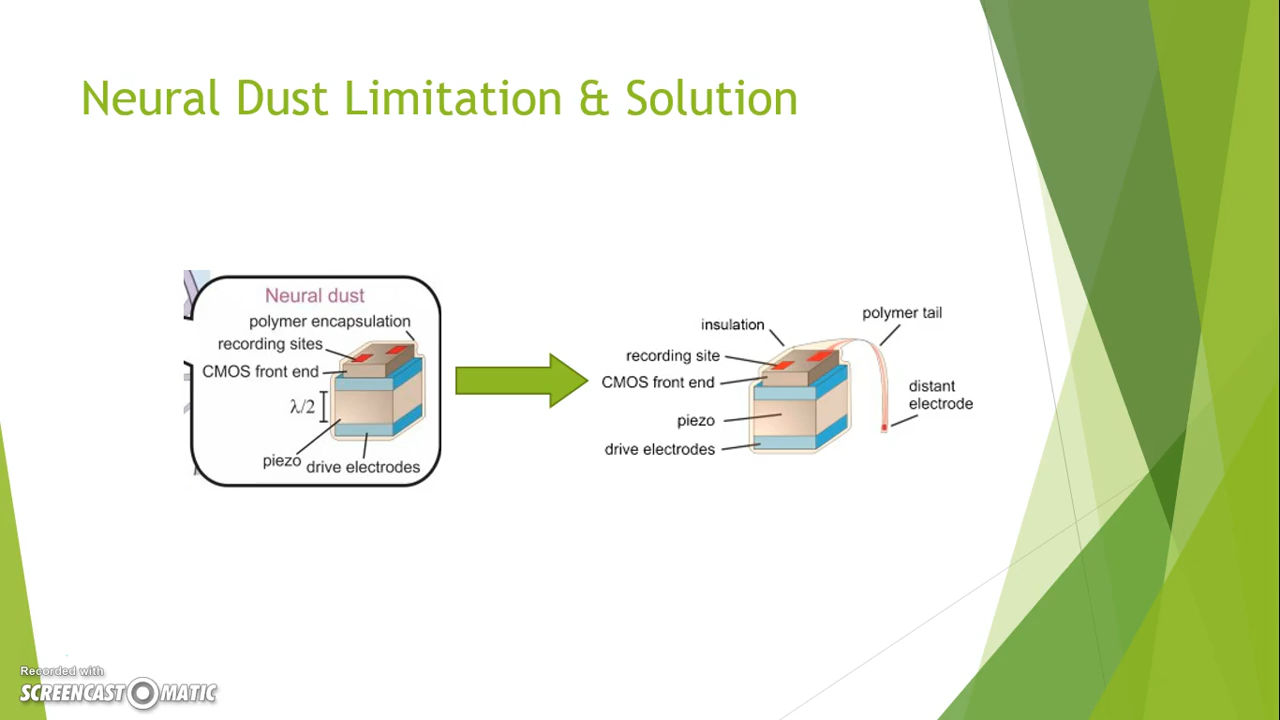 Neural Dust Limitation & Solution
Neural dust
polymer encapsulation
recording sites
CMOS front end
λ/2
piezo
drive electrodes
insulation
polymer tail
recording site
CMOS front end
distant
electrode
piezo
drive electrodes
Recorded with
SCREENCAST MATIC